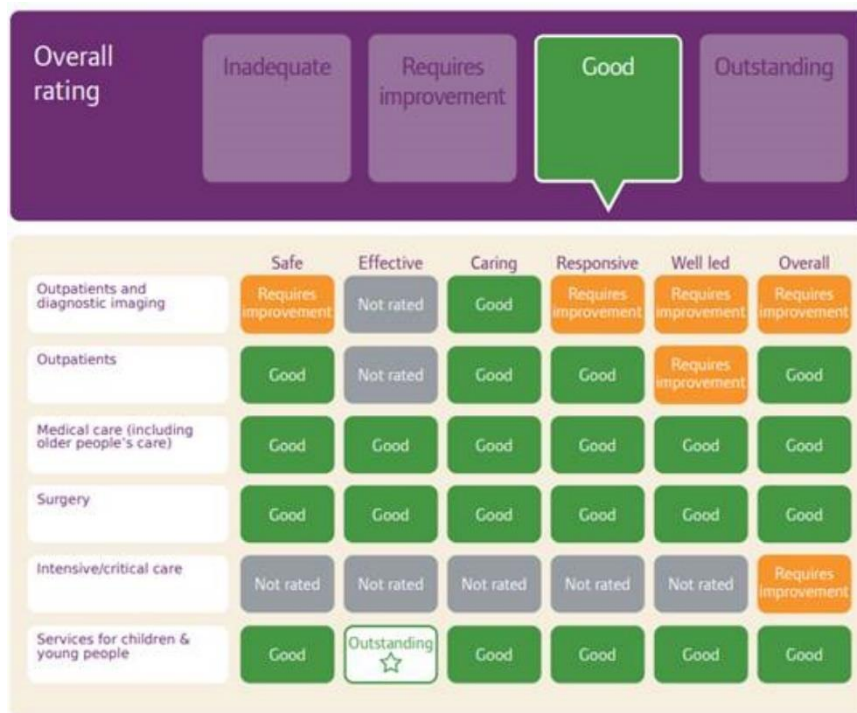 Overall
rating
Inadequate
Requires
improvement
Good
Outstanding
Safe Effective Caring Responsive Well led Overall
Outpatients and
diagnostic imaging
Requires
improvement
Not rated
Good
Requires
improvement
Requires
improvement
Requires
improvement
Outpatients
Good
Not rated
Good
Good
Requires
improvement
Good
Medical care (including
older people's care)
Good
Good
Good
Good
Good
Good
Surgery
Good
Good
Good
Good
Good
Good
Intensive/critical care
Not rated
Not rated
Not rated
Not rated
Not rated
Requires
improvement
Services for children &
young people
Good
Outstanding
Good
Good
Good
Good